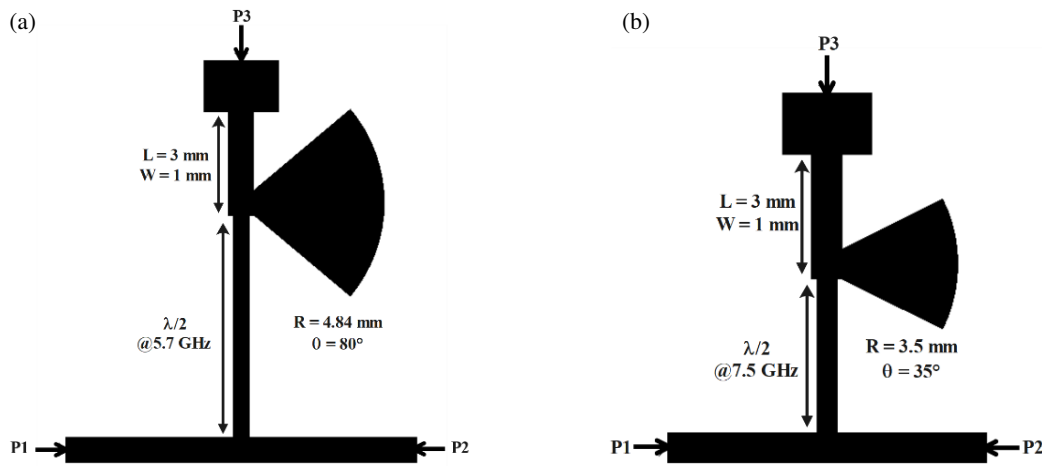 (a)
P3
L = 3 mm
W = 1 mm
λ/2
@5.7 GHz
R = 4.84 mm
θ = 80°
P1
P2
(b)
P3
L = 3 mm
W = 1 mm
λ/2
@7.5 GHz
R = 3.5 mm
θ = 35°
P1
P2